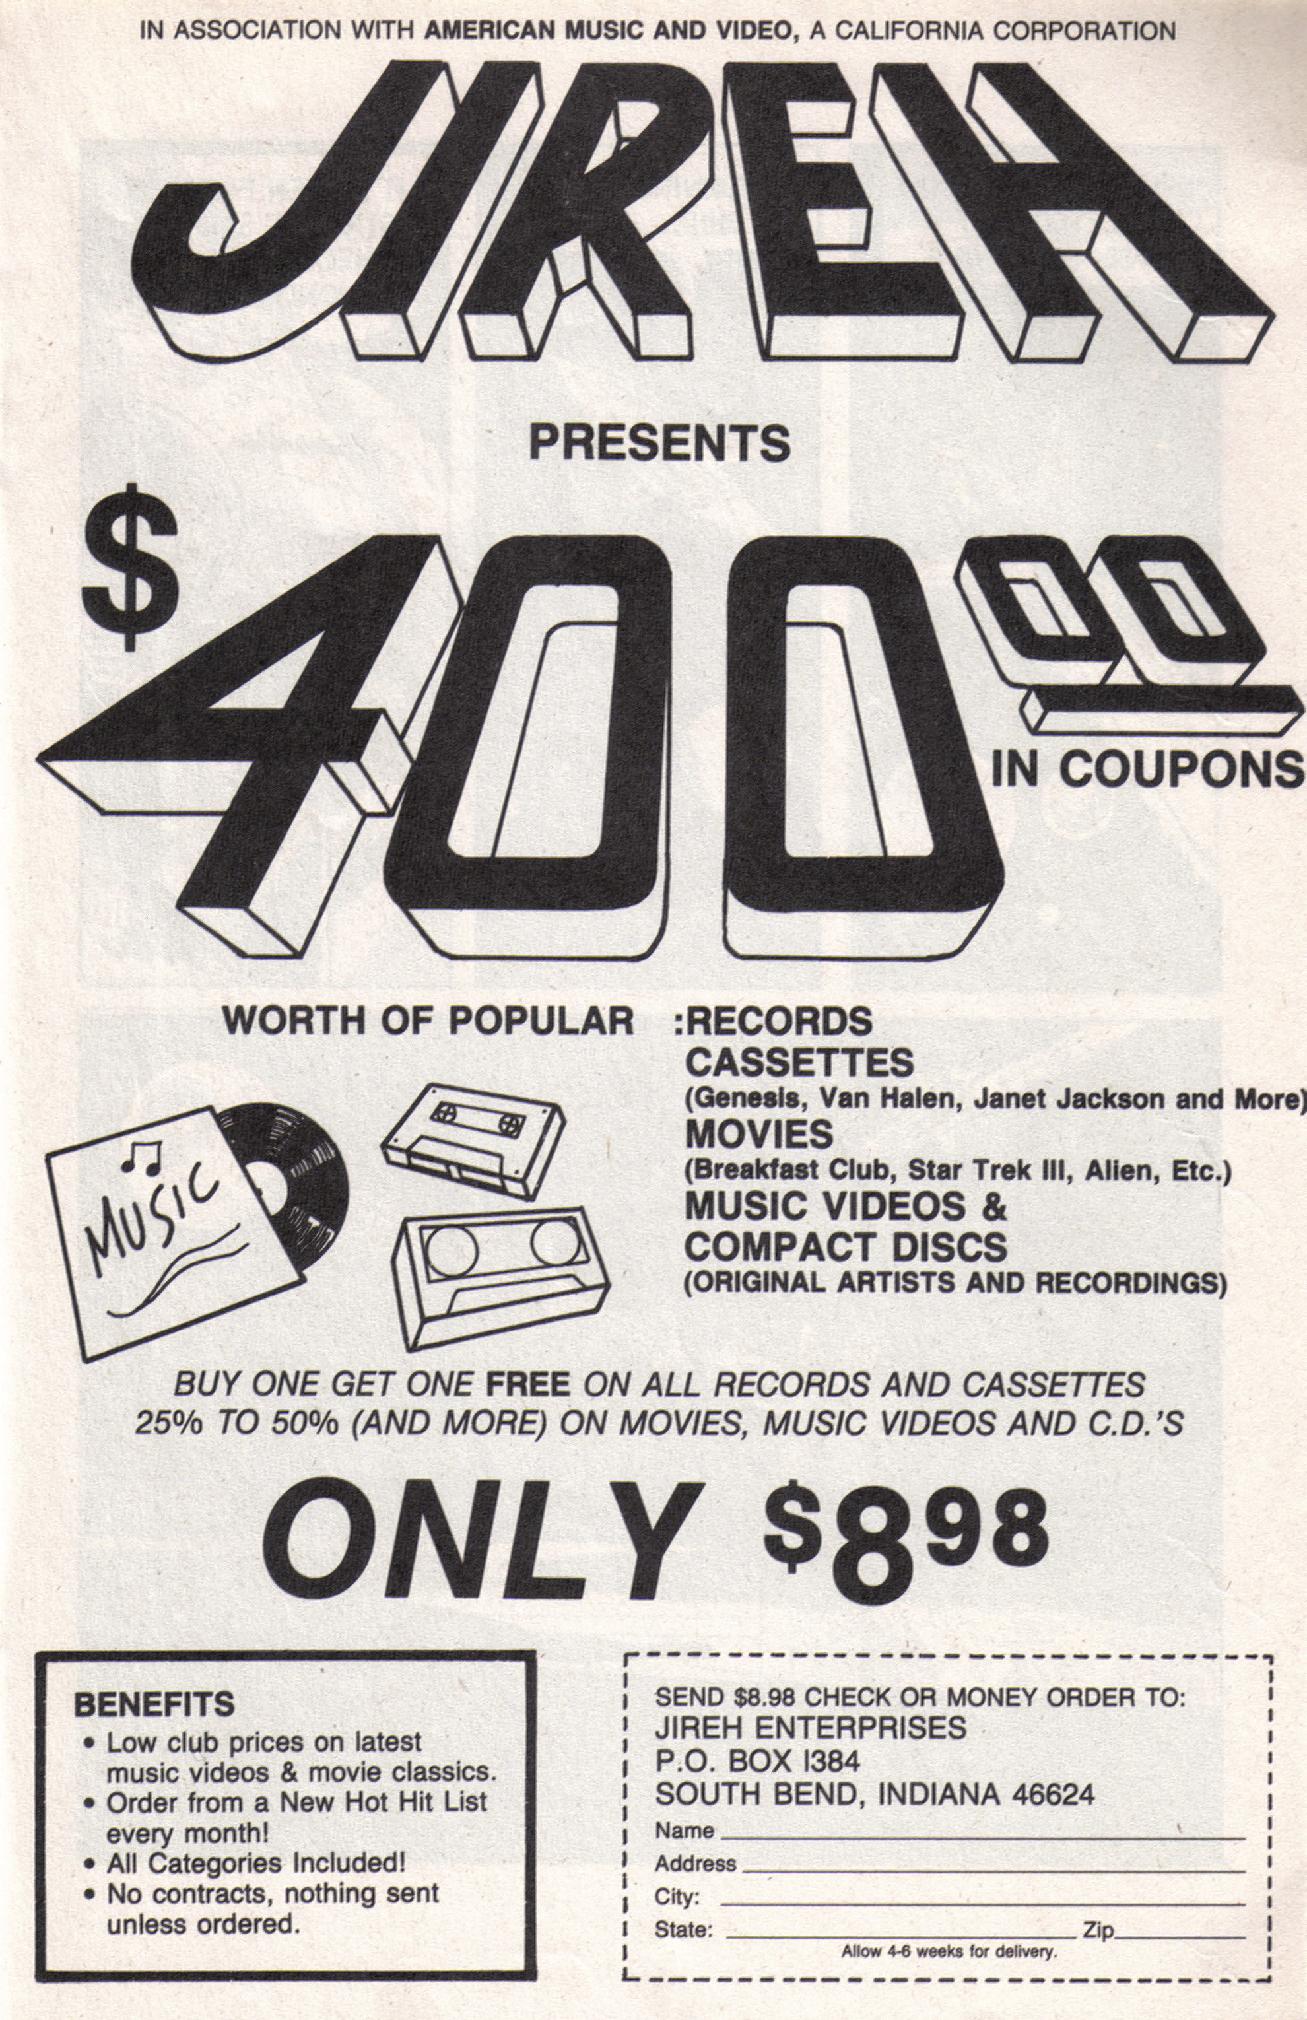 IN ASSOCIATION WITH AMERICAN MUSIC AND VIDEO, A CALIFORNIA CORPORATION
JIREH
PRESENTS
$400.00
IN COUPONS
WORTH OF POPULAR :RECORDS
CASSETTES
(Genesis, Van Halen, Janet Jackson and More)
MOVIES
(Breakfast Club, Star Trek III, Alien, Etc.)
MUSIC VIDEOS &
COMPACT DISCS
(ORIGINAL ARTISTS AND RECORDINGS)
MUSIC
BUY ONE GET ONE FREE ON ALL RECORDS AND CASSETTES
25% TO 50% (AND MORE) ON MOVIES, MUSIC VIDEOS AND C.D.'S
ONLY $8 98
BENEFITS
• Low club prices on latest
music videos & movie classics.
• Order from a New Hot Hit List
every month!
• All Categories Included!
• No contracts, nothing sent
unless ordered.
SEND $8.98 CHECK OR MONEY ORDER TO:
JIREH ENTERPRISES
P.O. BOX I384
SOUTH BEND, INDIANA 46624
Name
Address
City:
State: Zip
Allow 4-6 weeks for delivery.